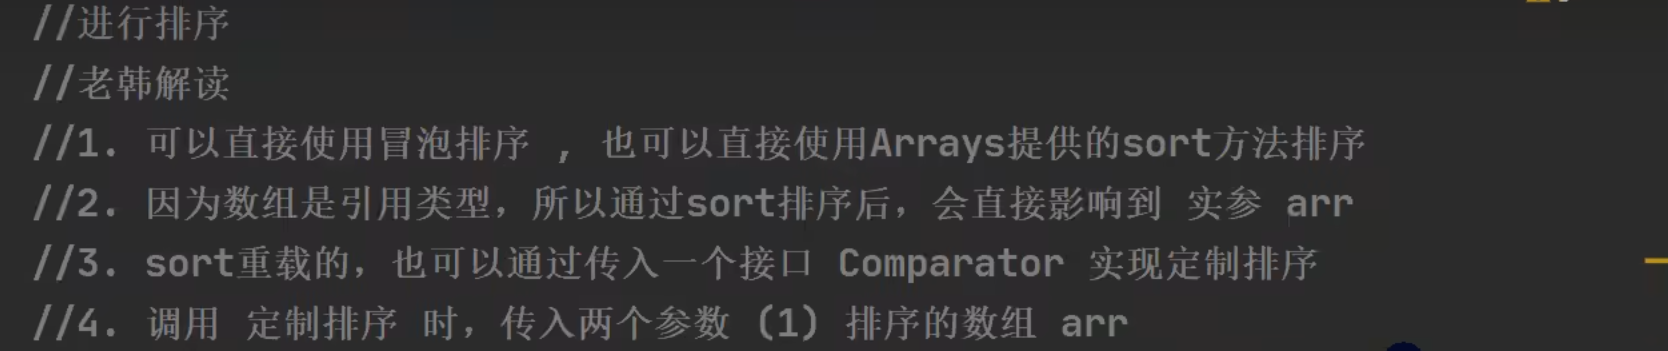 //进行排序
//老韩解读
//1. 可以直接使用冒泡排序 , 也可以直接使用Arrays提供的sort方法排序
//2. 因为数组是引用类型，所以通过sort排序后，会直接影响到 实参 arr
//3. sort重载的，也可以通过传入一个接口 Comparator 实现定制排序
//4. 调用 定制排序 时，传入两个参数 (1) 排序的数组 arr